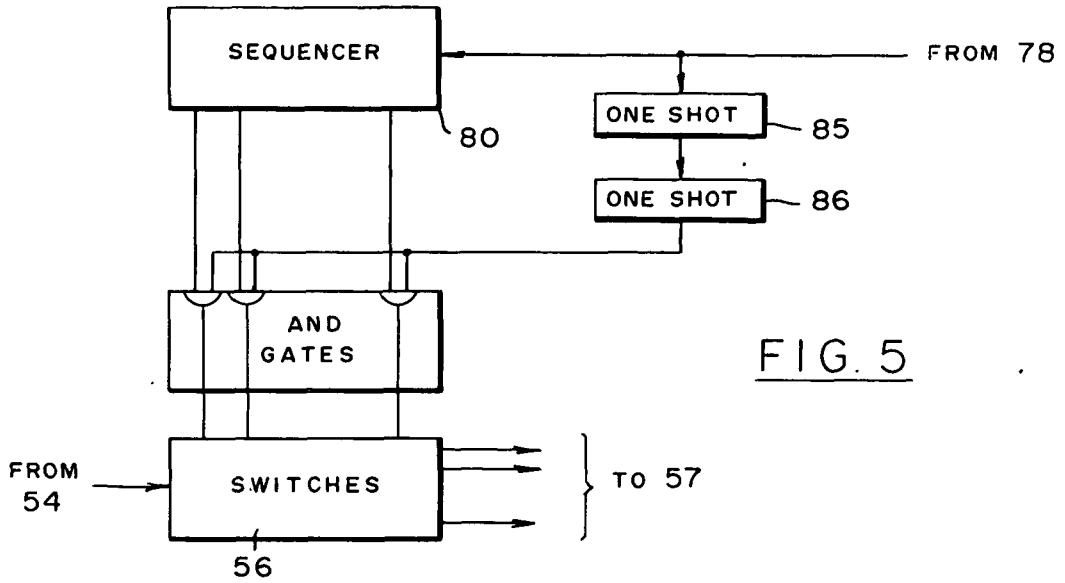 SEQUENCER
FROM 78
ONE SHOT
85
80
ONE SHOT
86
AND
GATES
FIG. 5
FROM
54
SWITCHES
TO 57
56